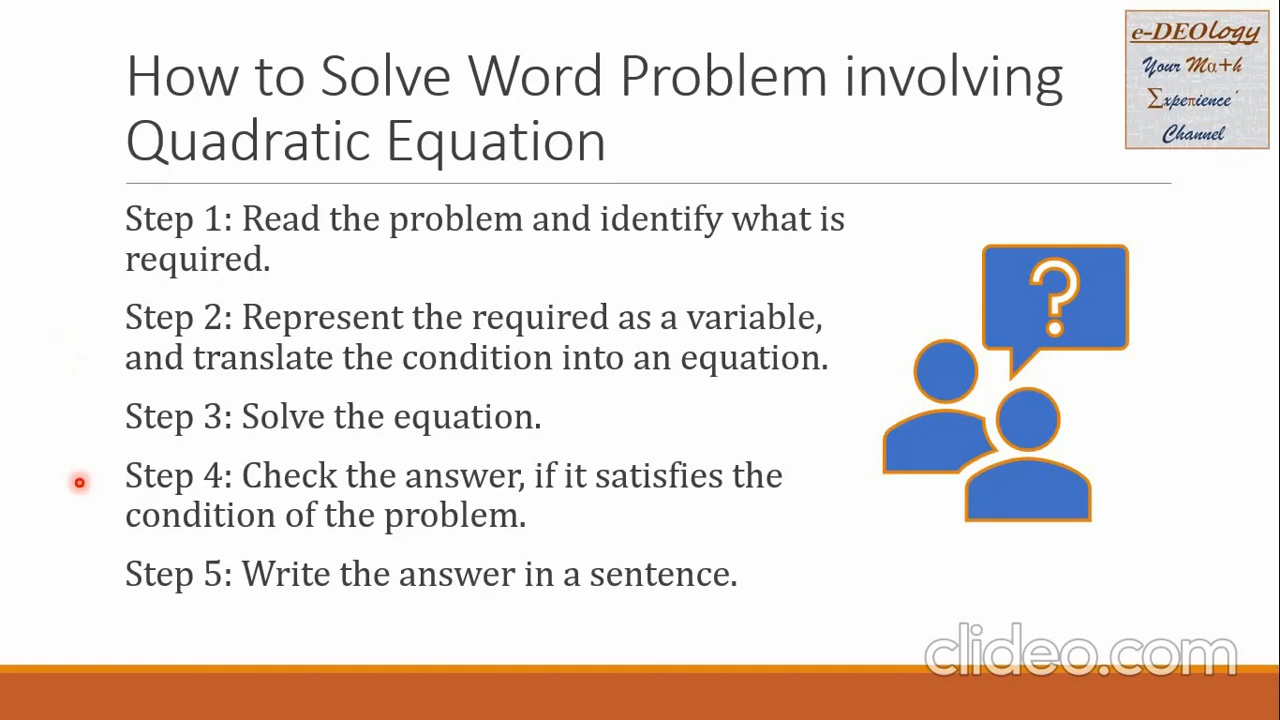 How to Solve Word Problem involving
Quadratic Equation
e-DEOlogy
Your Mα+h
Σxpeπience'
Channel
Step 1: Read the problem and identify what is
required.
Step 2: Represent the required as a variable,
and translate the condition into an equation.
Step 3: Solve the equation.
Step 4: Check the answer, if it satisfies the
condition of the problem.
Step 5: Write the answer in a sentence.
?
clideo.com